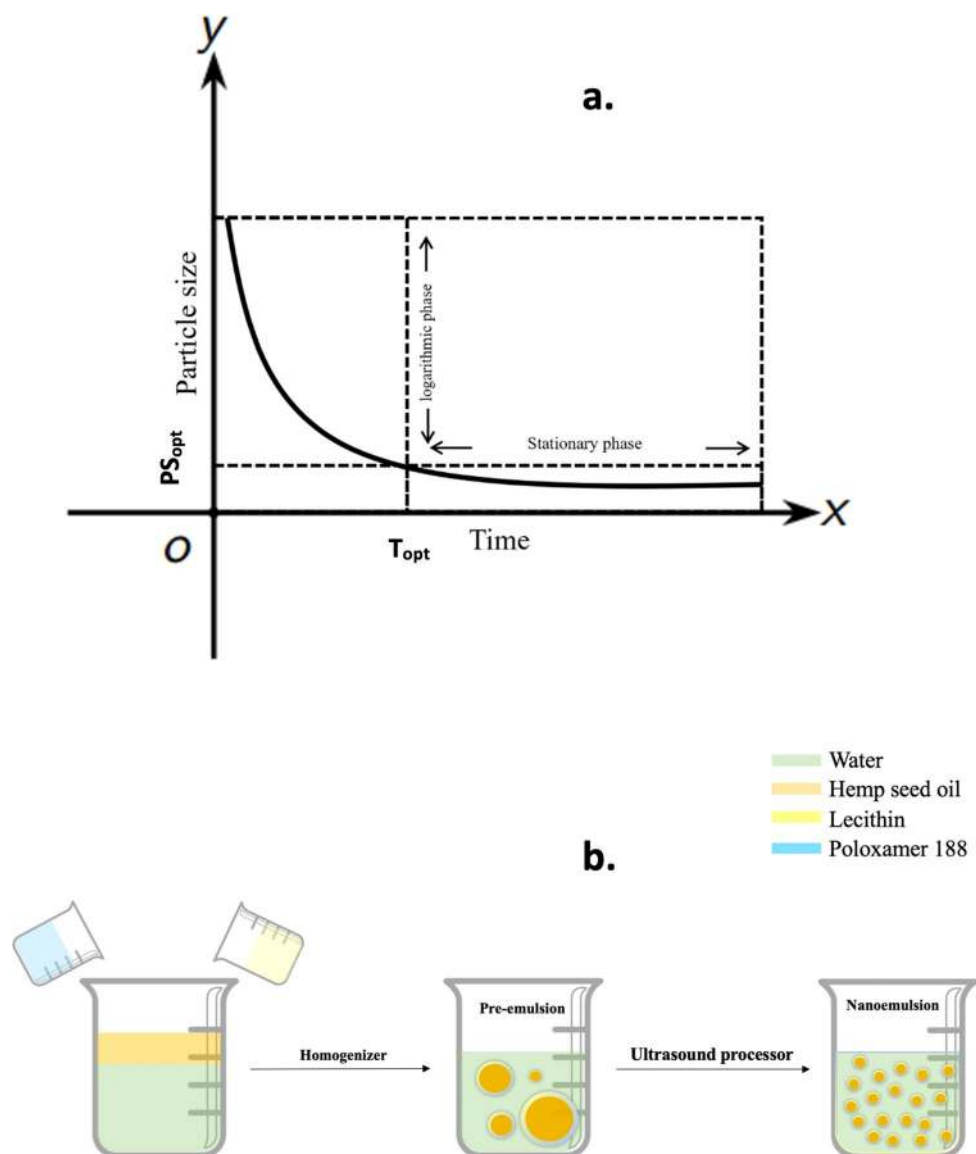 y
a.
Particle size
logarithmic phase
Stationary phase
PSopt
x
O
Topt
Time
Water
Hemp seed oil
Lecithin
Poloxamer 188
b.
Pre-emulsion
Nanoemulsion
Homogenizer
Ultrasound processor